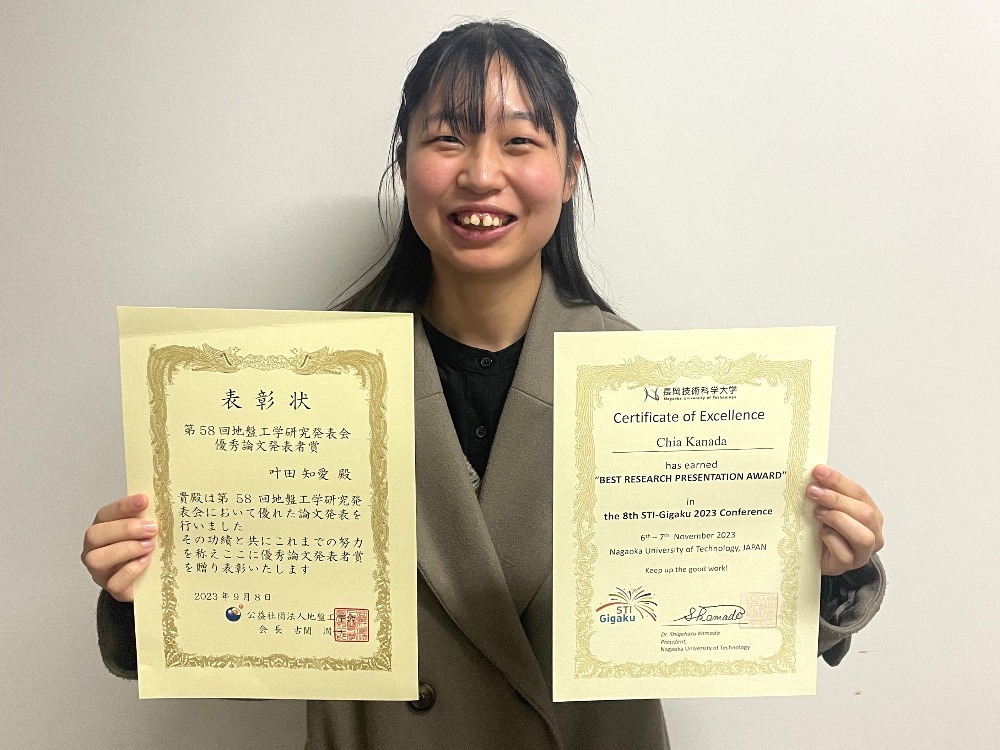 表彰状
第58回地盤工学研究発表会
優秀論文発表者賞
叶田 知愛 殿
貴殿は第 58 回地盤工学研究発
表会において優れた論文発表を
行いました
その功績と共にこれまでの努力
を称えここに優秀論文発表者賞
を贈り表彰いたします
2023年9月8日
公益社団法人地盤工学会
会長 古関 潤一
長岡技術科学大学
Nagaoka University of Technology
Certificate of Excellence
Chia Kanada
has earned
“BEST RESEARCH PRESENTATION AWARD”
in
the 8th STI-Gigaku 2023 Conference
6th – 7th November 2023
Nagaoka University of Technology, JAPAN
Keep up the good work!
STI
Gigaku
SKamada
Dr. Shigeharu Kamado
President,
Nagaoka University of Technology